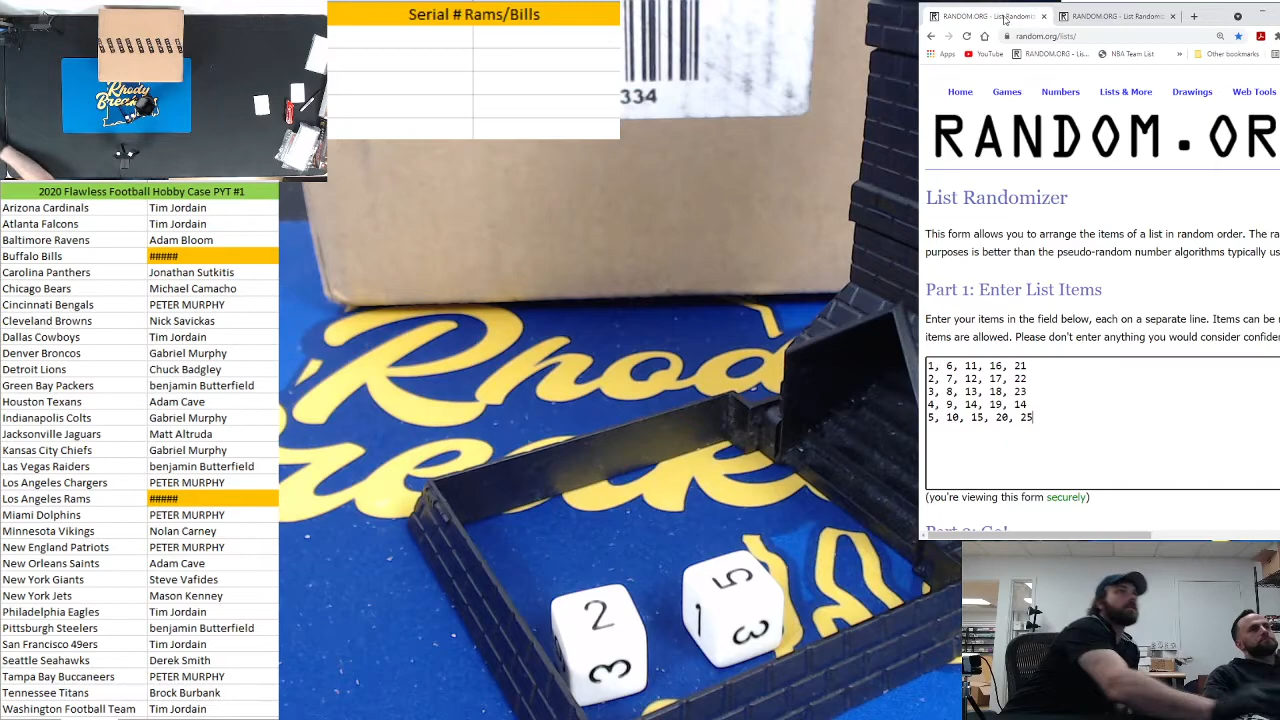 Rhody
Breakers
Serial # Rams/Bills
334
2020 Flawless Football Hobby Case PYT #1
Arizona Cardinals Tim Jordain
Atlanta Falcons Tim Jordain
Baltimore Ravens Adam Bloom
Buffalo Bills #####
Carolina Panthers Jonathan Sutkitis
Chicago Bears Michael Camacho
Cincinnati Bengals PETER MURPHY
Cleveland Browns Nick Savickas
Dallas Cowboys Tim Jordain
Denver Broncos Gabriel Murphy
Detroit Lions Chuck Badgley
Green Bay Packers benjamin Butterfield
Houston Texans Adam Cave
Indianapolis Colts Gabriel Murphy
Jacksonville Jaguars Matt Altruda
Kansas City Chiefs Gabriel Murphy
Las Vegas Raiders benjamin Butterfield
Los Angeles Chargers PETER MURPHY
Los Angeles Rams #####
Miami Dolphins PETER MURPHY
Minnesota Vikings Nolan Carney
New England Patriots PETER MURPHY
New Orleans Saints Adam Cave
New York Giants Steve Vafides
New York Jets Mason Kenney
Philadelphia Eagles Tim Jordain
Pittsburgh Steelers benjamin Butterfield
San Francisco 49ers Tim Jordain
Seattle Seahawks Derek Smith
Tampa Bay Buccaneers PETER MURPHY
Tennessee Titans Brock Burbank
Washington Football Team Tim Jordain
2
3
5
1
3
RANDOM.ORG - List Randomi
RANDOM.ORG - List Randomi
random.org/lists/
Apps YouTube RANDOM.ORG - Lis... NBA Team List Other bookmarks
Home Games Numbers Lists & More Drawings Web Tools
RANDOM.OR
List Randomizer
This form allows you to arrange the items of a list in random order. The ra
purposes is better than the pseudo-random number algorithms typically us
Part 1: Enter List Items
Enter your items in the field below, each on a separate line. Items can be
items are allowed. Please don't enter anything you would consider confide
1, 6, 11, 16, 21
2, 7, 12, 17, 22
3, 8, 13, 18, 23
4, 9, 14, 19, 14
5, 10, 15, 20, 25
(you're viewing this form securely)
Part 2: Go!